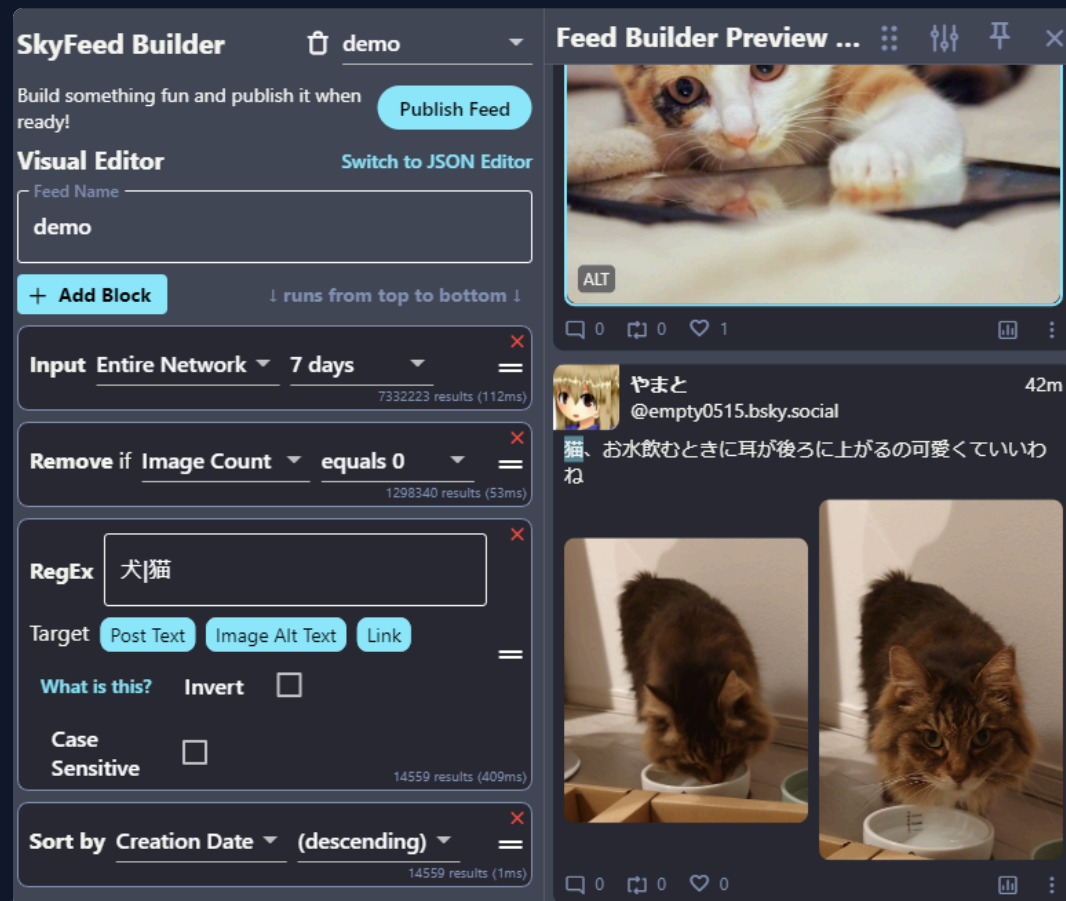 SkyFeed Builder
demo
Build something fun and publish it when
ready!
Publish Feed
Visual Editor
Switch to JSON Editor
Feed Name
demo
+ Add Block
↓ runs from top to bottom ↓
Input Entire Network 7 days
7332223 results (112ms)
Remove if Image Count equals 0
1298340 results (53ms)
RegEx 犬|猫
Target Post Text Image Alt Text Link
What is this? Invert
Case
Sensitive
14559 results (409ms)
Sort by Creation Date (descending)
14559 results (1ms)
Feed Builder Preview ...
ALT
0 0 1
やまと 42m
@empty0515.bsky.social
猫、お水飲むときに耳が後ろに上がるの可愛くていいわ
ね
0 0 0